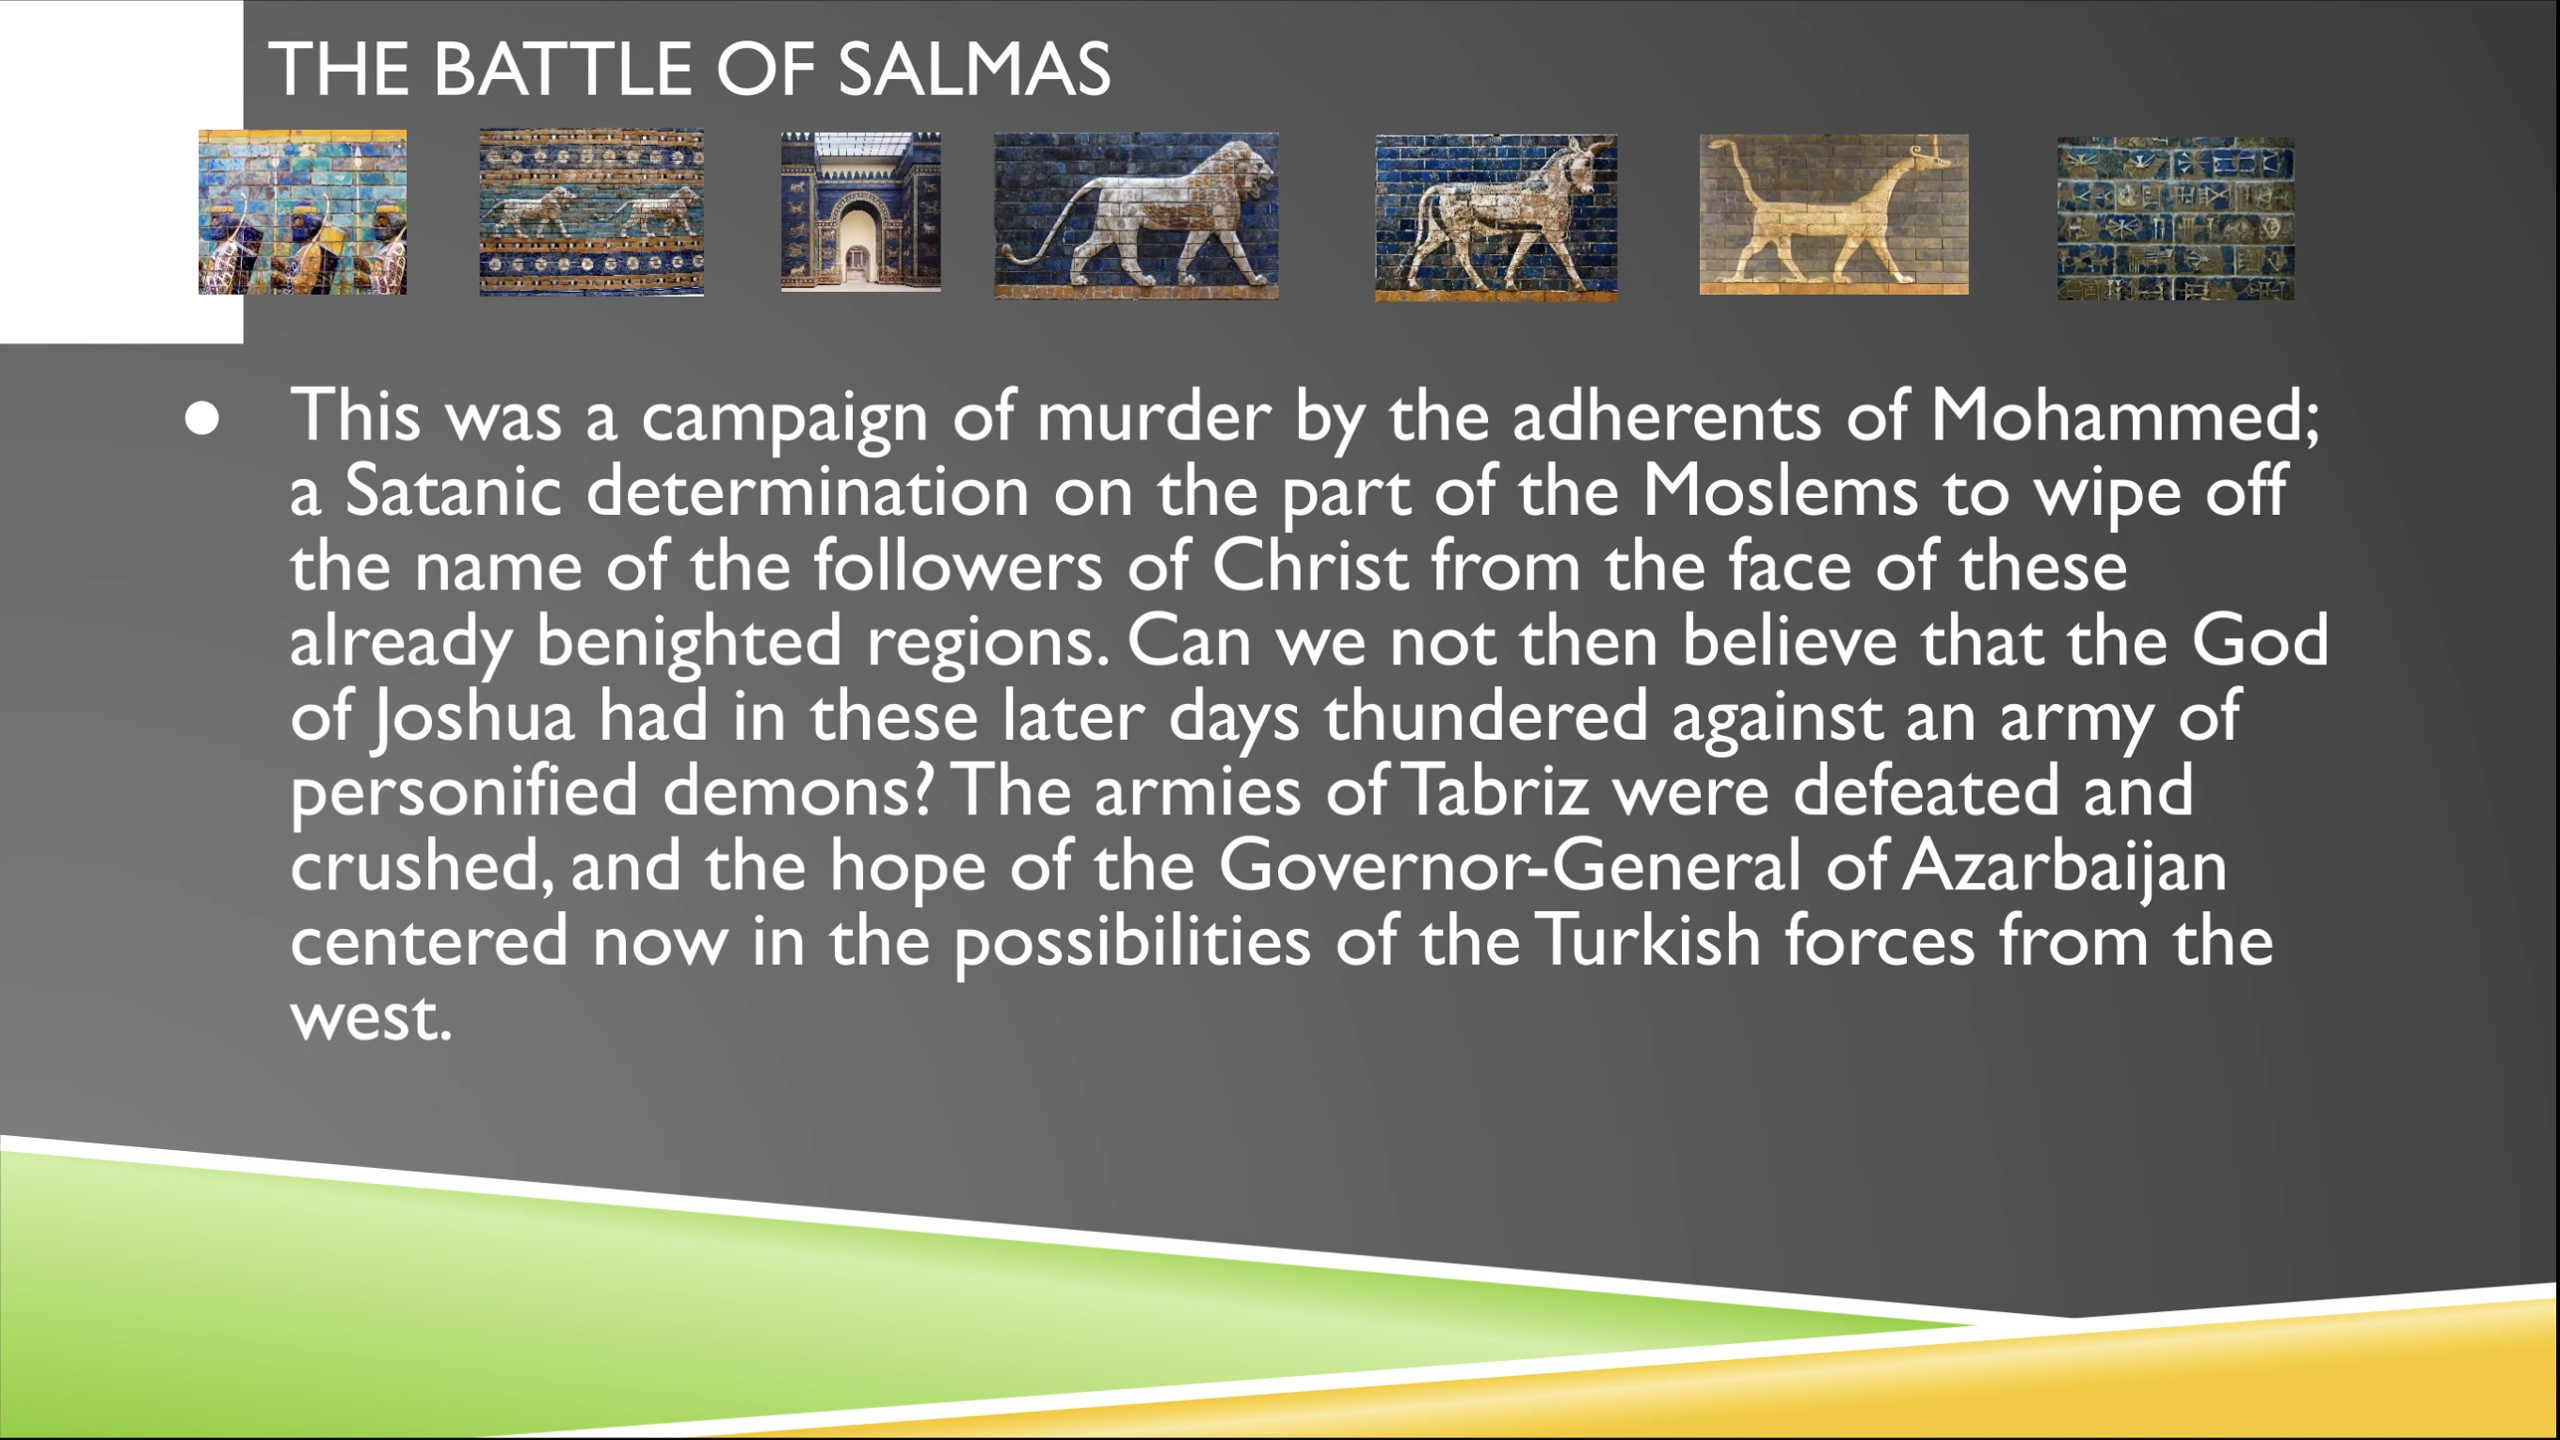 THE BATTLE OF SALMAS
● This was a campaign of murder by the adherents of Mohammed;
a Satanic determination on the part of the Moslems to wipe off
the name of the followers of Christ from the face of these
already benighted regions. Can we not then believe that the God
of Joshua had in these later days thundered against an army of
personified demons? The armies of Tabriz were defeated and
crushed, and the hope of the Governor-General of Azarbaijan
centered now in the possibilities of the Turkish forces from the
west.